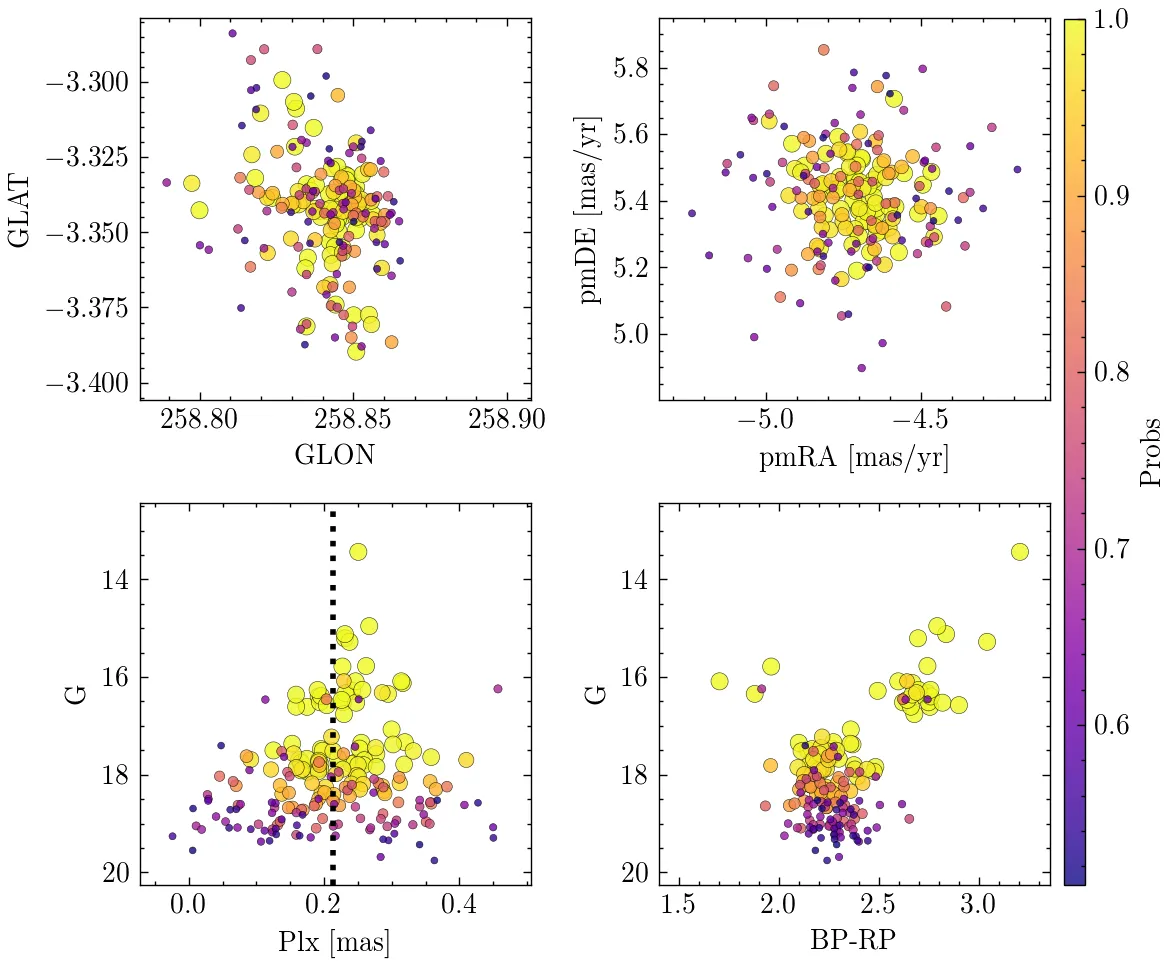 −3.300
−3.325
−3.350
−3.375
−3.400
GLAT
258.80 258.85 258.90
GLON
5.8
5.6
5.4
5.2
5.0
pmDE [mas/yr]
−5.0 −4.5
pmRA [mas/yr]
1.0
0.9
0.8
0.7
0.6
Probs
14
16
18
20
G
0.0 0.2 0.4
Plx [mas]
14
16
18
20
G
1.5 2.0 2.5 3.0
BP-RP